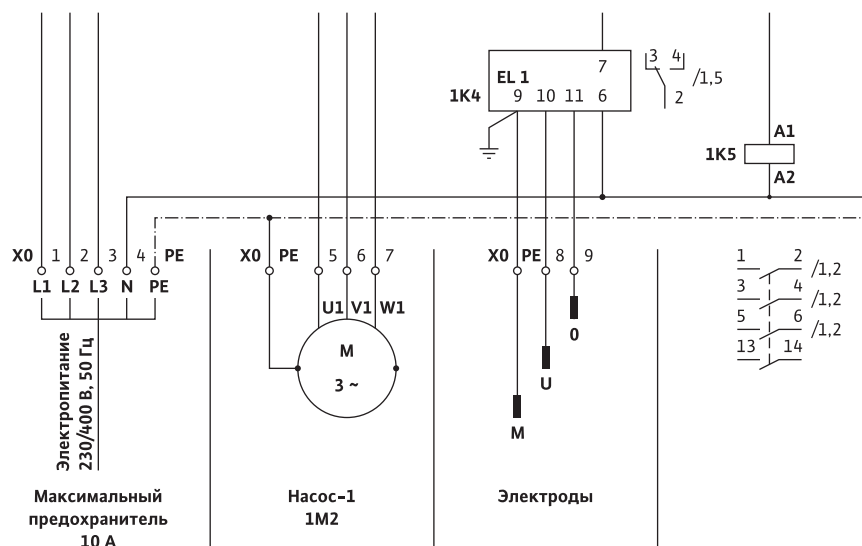 7
3 4
EL 1
/1,5
1K4
9 10 11 6
2
A1
1K5
A2
X0 1 2 3 4 PE
L1 L2 L3 N PE
X0 PE 5 6 7
U1 V1 W1
M
3 ~
X0 PE 8 9
0
U
M
1 2
/1,2
3 4
/1,2
5 6
/1,2
13 14
Электропитание
230/400 В, 50 Гц
Максимальный
предохранитель
10 А
Насос-1
1M2
Электроды